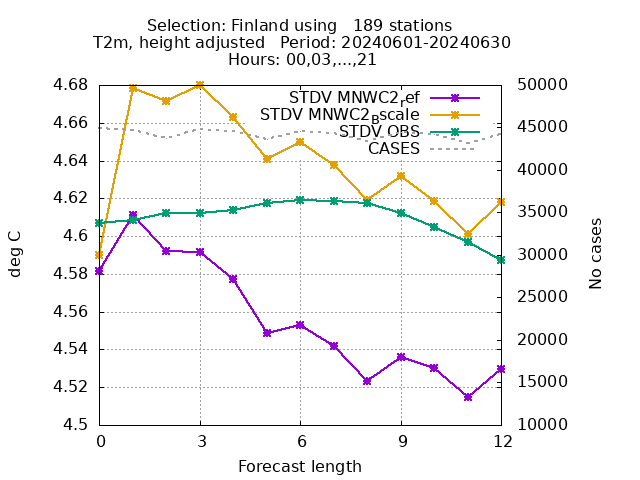 Selection: Finland using   189 stations
T2m, height adjusted   Period: 20240601-20240630
Hours: 00,03,...,21
STDV MNWC2_ref
STDV MNWC2_Bscale
STDV OBS
CASES
4.68
4.66
4.64
4.62
4.6
4.58
4.56
4.54
4.52
4.5
deg C
50000
45000
40000
35000
30000
25000
20000
15000
10000
No cases
0 3 6 9 12
Forecast length